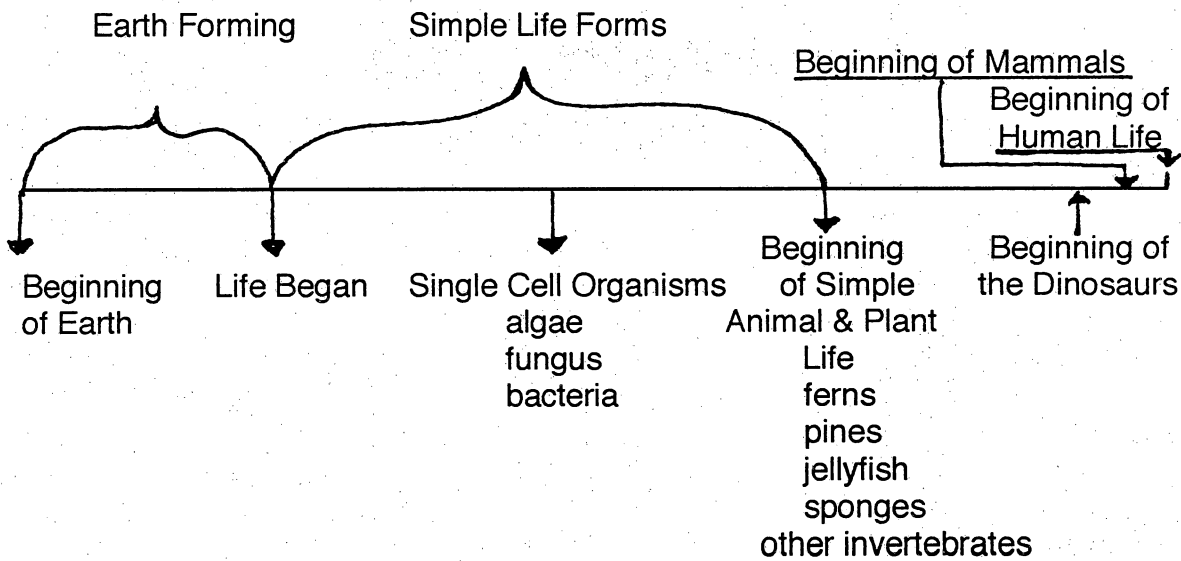 Earth Forming
Simple Life Forms
Beginning of Mammals
Beginning of
Human Life
Beginning
of Earth
Life Began
Single Cell Organisms
algae
fungus
bacteria
Beginning
of Simple
Animal & Plant
Life
ferns
pines
jellyfish
sponges
other invertebrates
Beginning of
the Dinosaurs